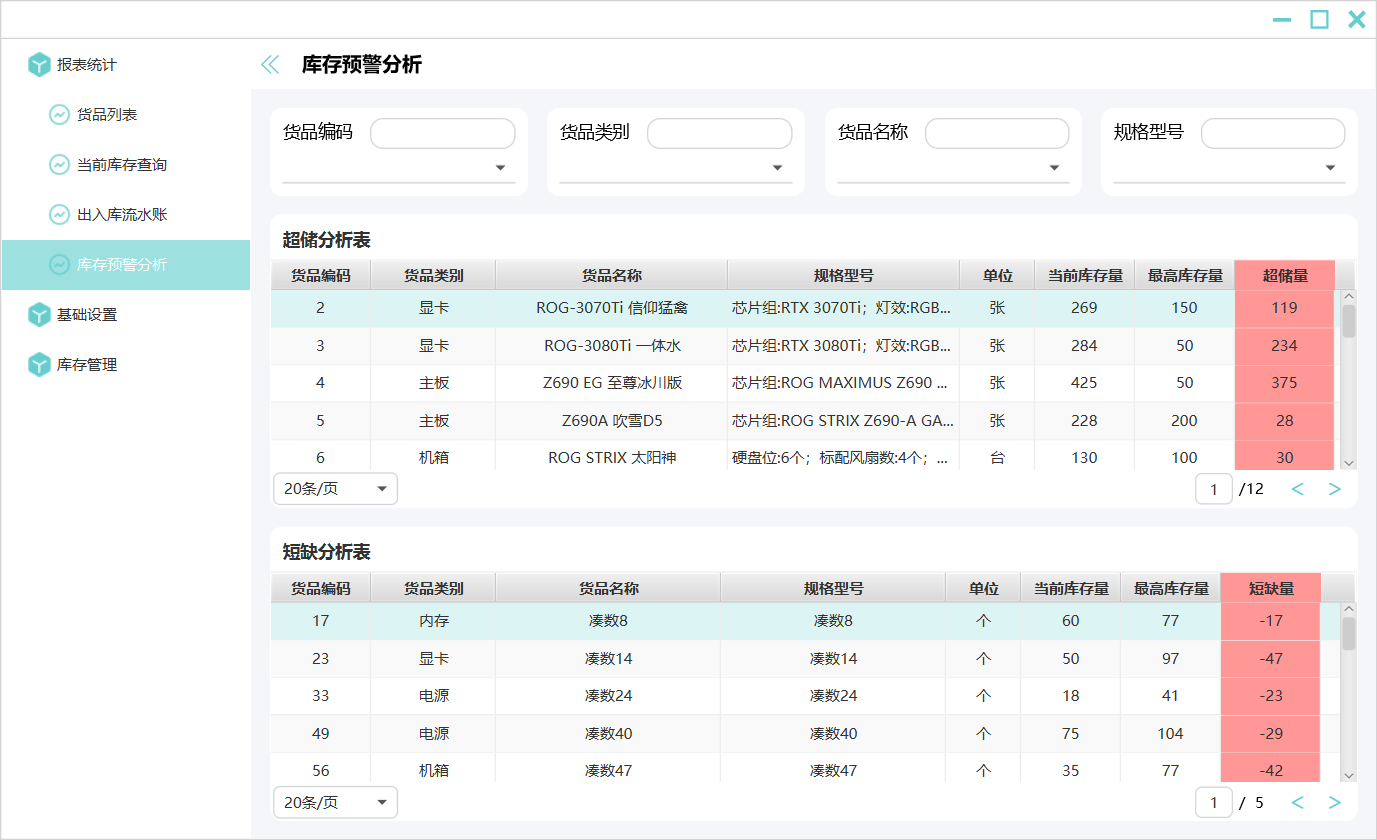 报表统计
货品列表
当前库存查询
出入库流水账
库存预警分析
基础设置
库存管理
库存预警分析
货品编码
货品类别
货品名称
规格型号
超储分析表
货品编码 货品类别 货品名称 规格型号 单位 当前库存量 最高库存量 超储量
2 显卡 ROG-3070Ti 信仰猛禽 芯片组:RTX 3070Ti；灯效:RGB... 张 269 150 119
3 显卡 ROG-3080Ti 一体水 芯片组:RTX 3080Ti；灯效:RGB... 张 284 50 234
4 主板 Z690 EG 至尊冰川版 芯片组:ROG MAXIMUS Z690 ... 张 425 50 375
5 主板 Z690A 吹雪D5 芯片组:ROG STRIX Z690-A GA... 张 228 200 28
6 机箱 ROG STRIX 太阳神 硬盘位:6个；标配风扇数:4个；... 台 130 100 30
20条/页 1 /12 < >
短缺分析表
货品编码 货品类别 货品名称 规格型号 单位 当前库存量 最高库存量 短缺量
17 内存 凑数8 凑数8 个 60 77 -17
23 显卡 凑数14 凑数14 个 50 97 -47
33 电源 凑数24 凑数24 个 18 41 -23
49 电源 凑数40 凑数40 个 75 104 -29
56 机箱 凑数47 凑数47 个 35 77 -42
20条/页 1 / 5 < >